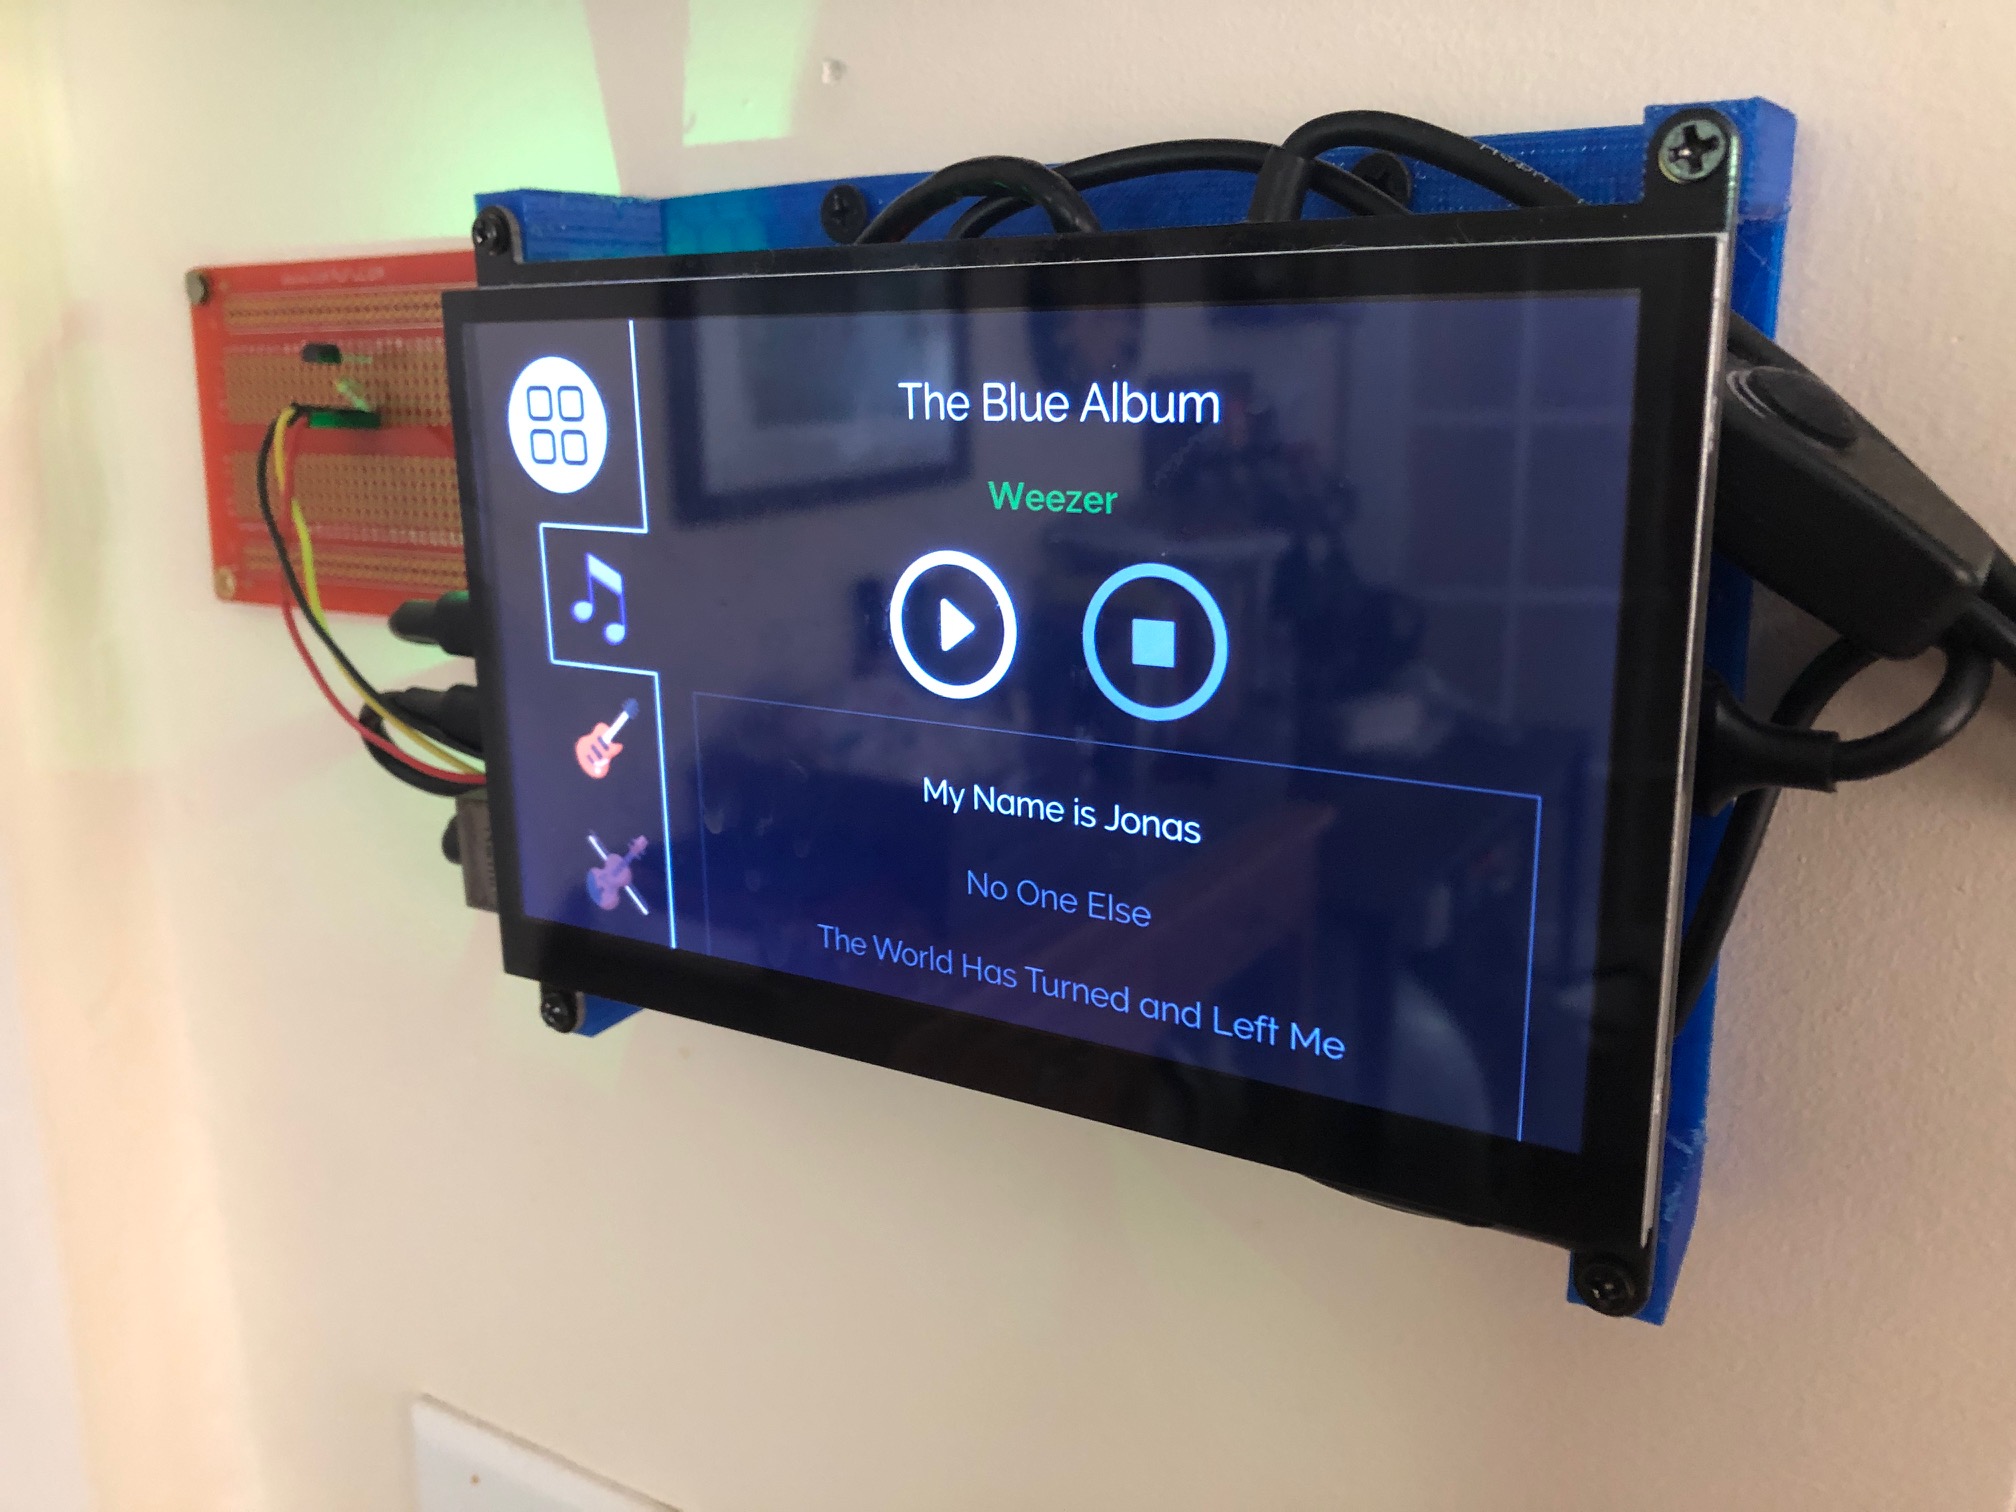 The Blue Album
Weezer
My Name is Jonas
No One Else
The World Has Turned and Left Me